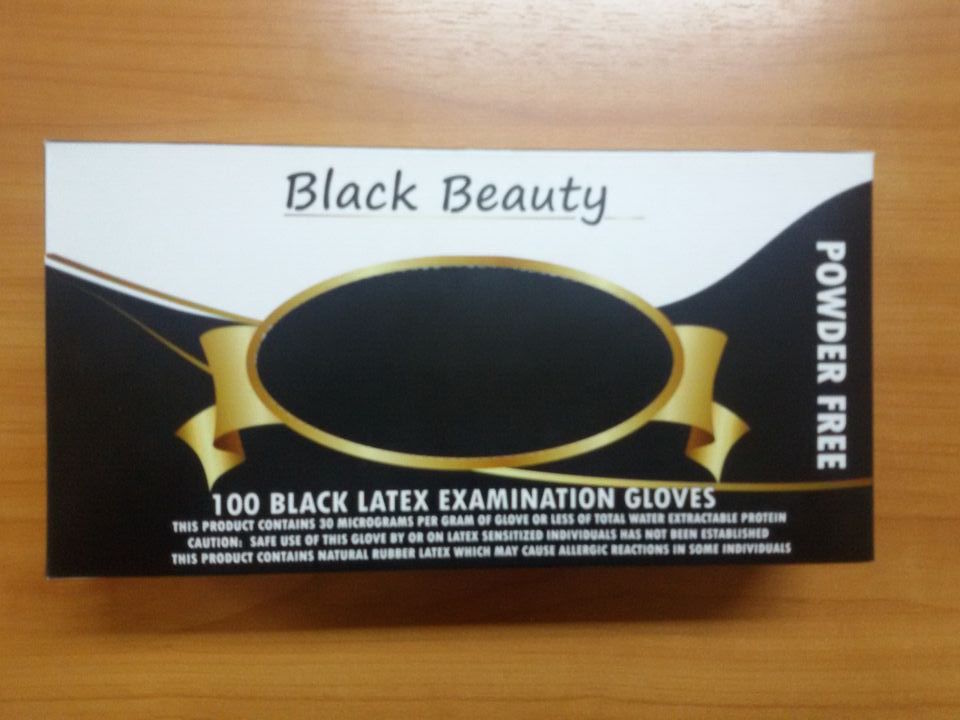 Black Beauty
POWDER FREE
100 BLACK LATEX EXAMINATION GLOVES
THIS PRODUCT CONTAINS 30 MICROGRAMS PER GRAM OF GLOVE OR LESS OF TOTAL WATER EXTRACTABLE PROTEIN
CAUTION: SAFE USE OF THIS GLOVE BY OR ON LATEX SENSITIZED INDIVIDUALS HAS NOT BEEN ESTABLISHED
THIS PRODUCT CONTAINS NATURAL RUBBER LATEX WHICH MAY CAUSE ALLERGIC REACTIONS IN SOME INDIVIDUALS